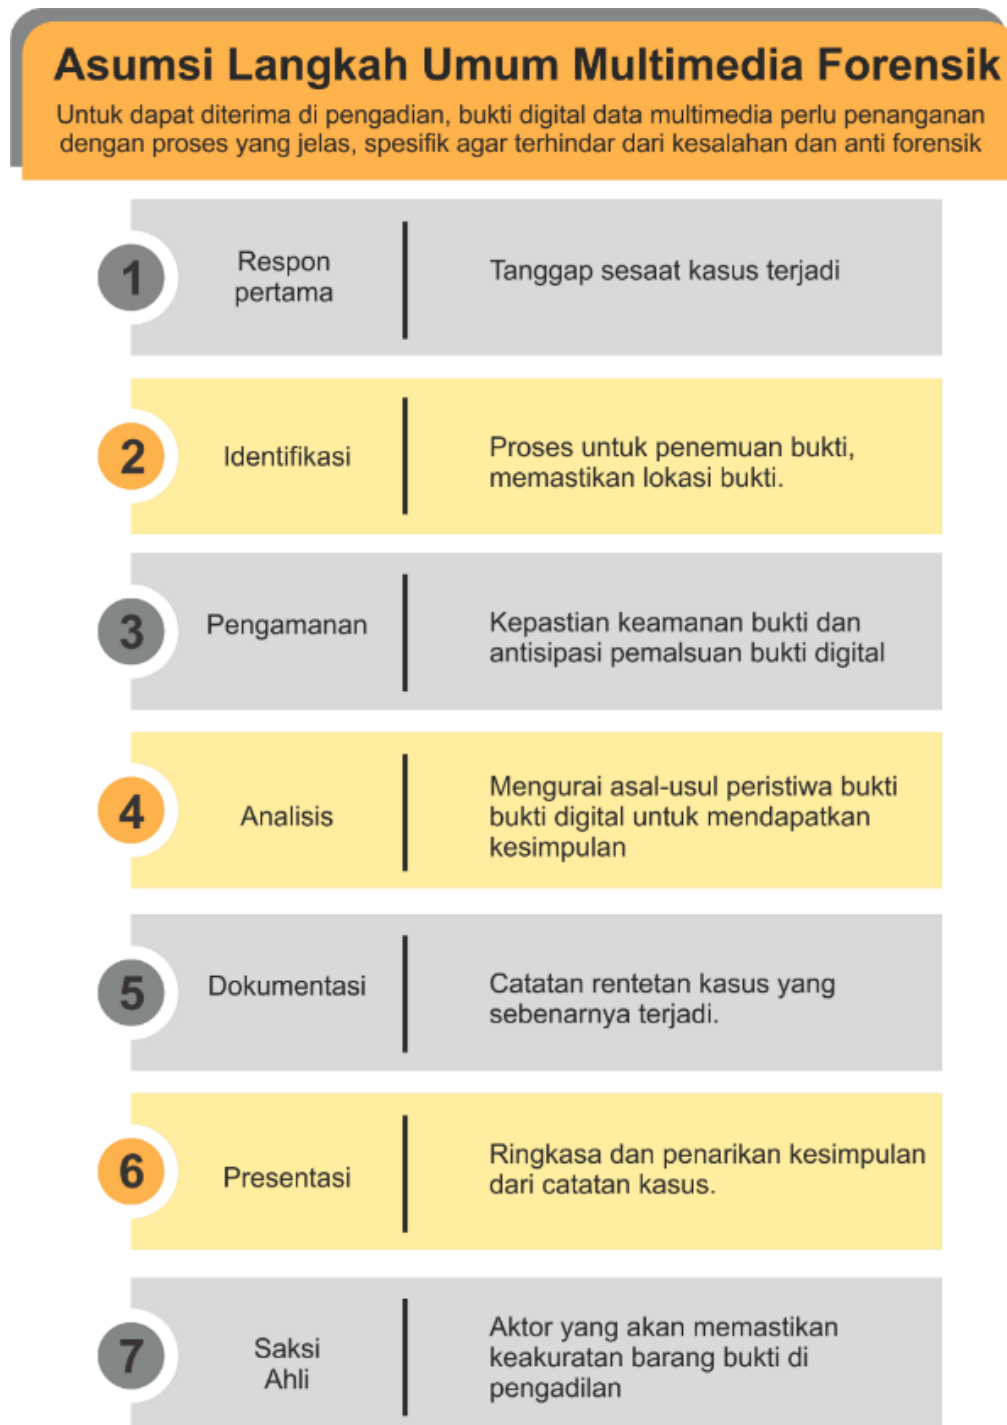 Asumsi Langkah Umum Multimedia Forensik
Untuk dapat diterima di pengadian, bukti digital data multimedia perlu penanganan
dengan proses yang jelas, spesifik agar terhindar dari kesalahan dan anti forensik
1
Respon
pertama
Tanggap sesaat kasus terjadi
2
Identifikasi
Proses untuk penemuan bukti,
memastikan lokasi bukti.
3
Pengamanan
Kepastian keamanan bukti dan
antisipasi pemalsuan bukti digital
4
Analisis
Mengurai asal-usul peristiwa bukti
bukti digital untuk mendapatkan
kesimpulan
5
Dokumentasi
Catatan rentetan kasus yang
sebenarnya terjadi.
6
Presentasi
Ringkasa dan penarikan kesimpulan
dari catatan kasus.
7
Saksi
Ahli
Aktor yang akan memastikan
keakuratan barang bukti di
pengadilan